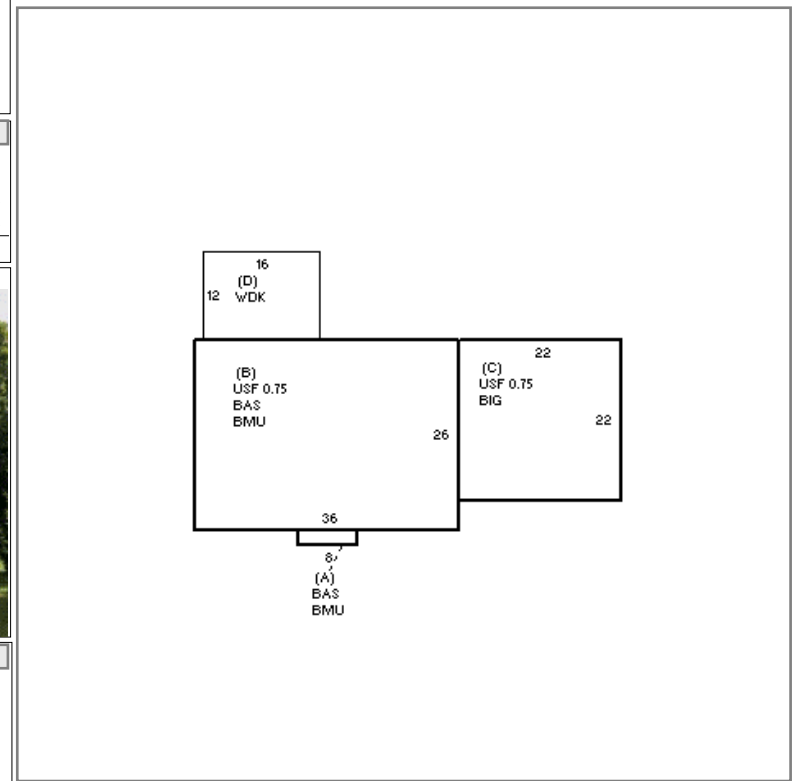 16
(D)
12 WDK
22
(C)
USF 0.75
BIG
22
(B)
USF 0.75
BAS
BMU
26
36
8
(A)
BAS
BMU